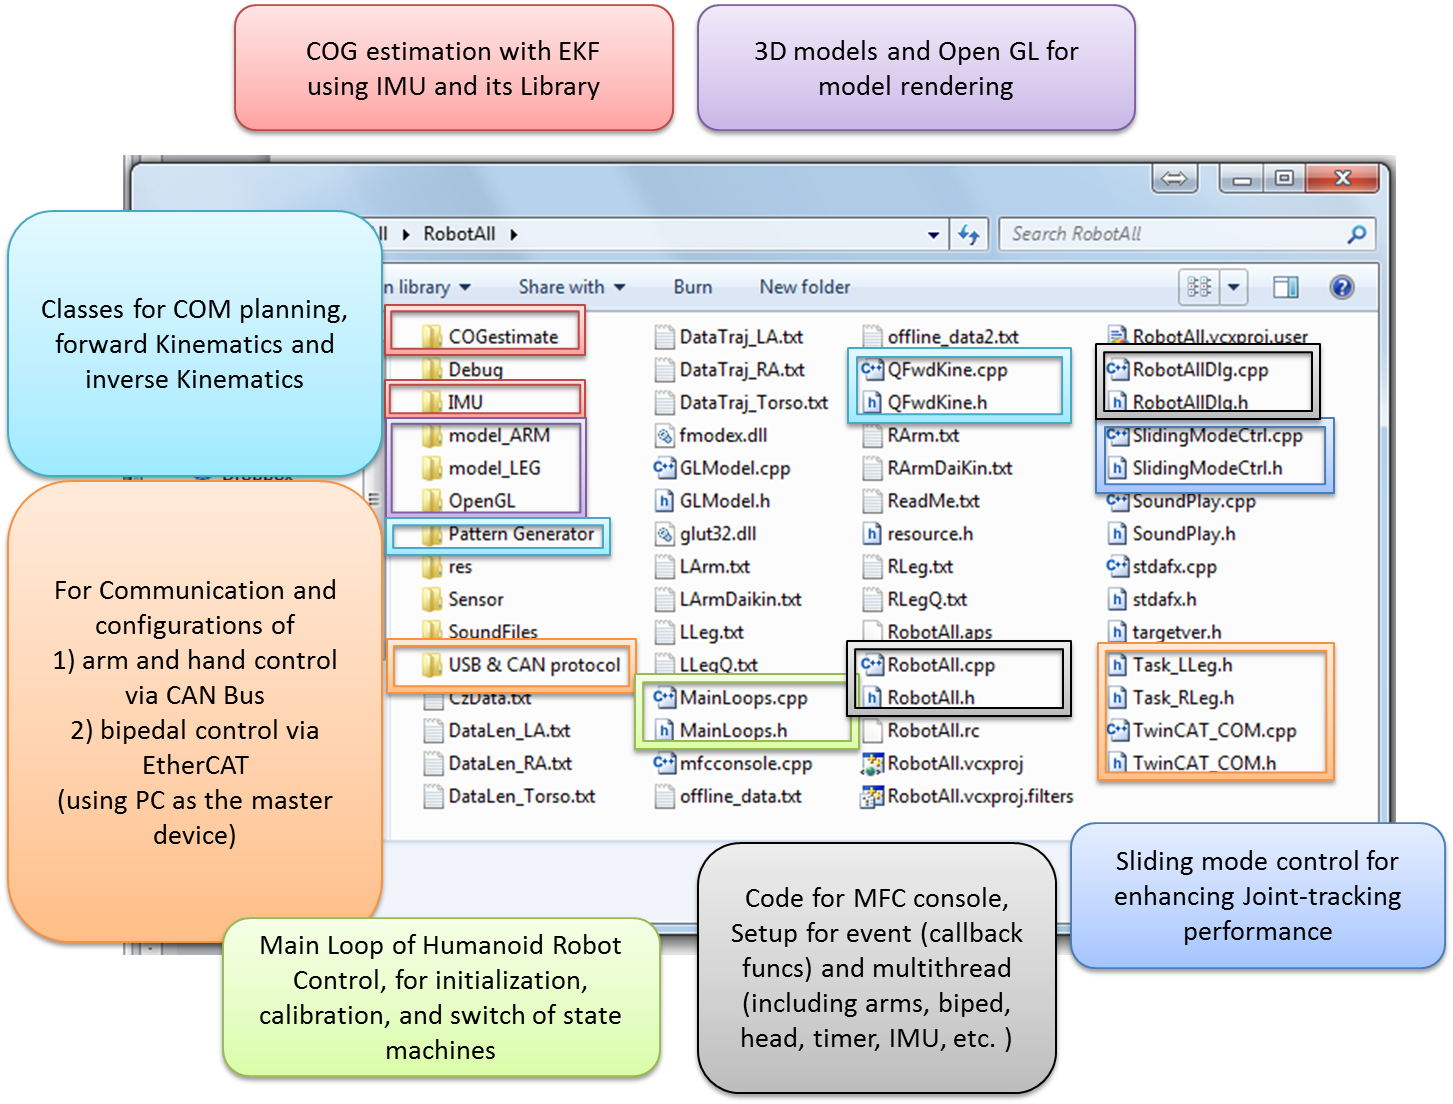 COG estimation with EKF
using IMU and its Library
3D models and Open GL for
model rendering
Classes for COM planning,
forward Kinematics and
inverse Kinematics
For Communication and
configurations of
1) arm and hand control
via CAN Bus
2) bipedal control via
EtherCAT
(using PC as the master
device)
RobotAll
Search RobotAll
library
Share with
Burn
New folder
COGestimate
Debug
IMU
model_ARM
model_LEG
OpenGL
Pattern Generator
res
Sensor
SoundFiles
USB & CAN protocol
CzData.txt
DataLen_LA.txt
DataLen_RA.txt
DataLen_Torso.txt
DataTraj_LA.txt
DataTraj_RA.txt
DataTraj_Torso.txt
fmodex.dll
GLModel.cpp
GLModel.h
glut32.dll
LArm.txt
LArmDaikin.txt
LLeg.txt
LLegQ.txt
MainLoops.cpp
MainLoops.h
mfcconsole.cpp
offline_data.txt
offline_data2.txt
QFwdKine.cpp
QFwdKine.h
RArm.txt
RArmDaiKin.txt
ReadMe.txt
resource.h
RLeg.txt
RLegQ.txt
RobotAll.aps
RobotAll.cpp
RobotAll.h
RobotAll.rc
RobotAll.vcxproj
RobotAll.vcxproj.filters
RobotAll.vcxproj.user
RobotAllDlg.cpp
RobotAllDlg.h
SlidingModeCtrl.cpp
SlidingModeCtrl.h
SoundPlay.cpp
SoundPlay.h
stdafx.cpp
stdafx.h
targetver.h
Task_LLeg.h
Task_RLeg.h
TwinCAT_COM.cpp
TwinCAT_COM.h
Main Loop of Humanoid Robot
Control, for initialization,
calibration, and switch of state
machines
Code for MFC console,
Setup for event (callback
funcs) and multithread
(including arms, biped,
head, timer, IMU, etc. )
Sliding mode control for
enhancing Joint-tracking
performance